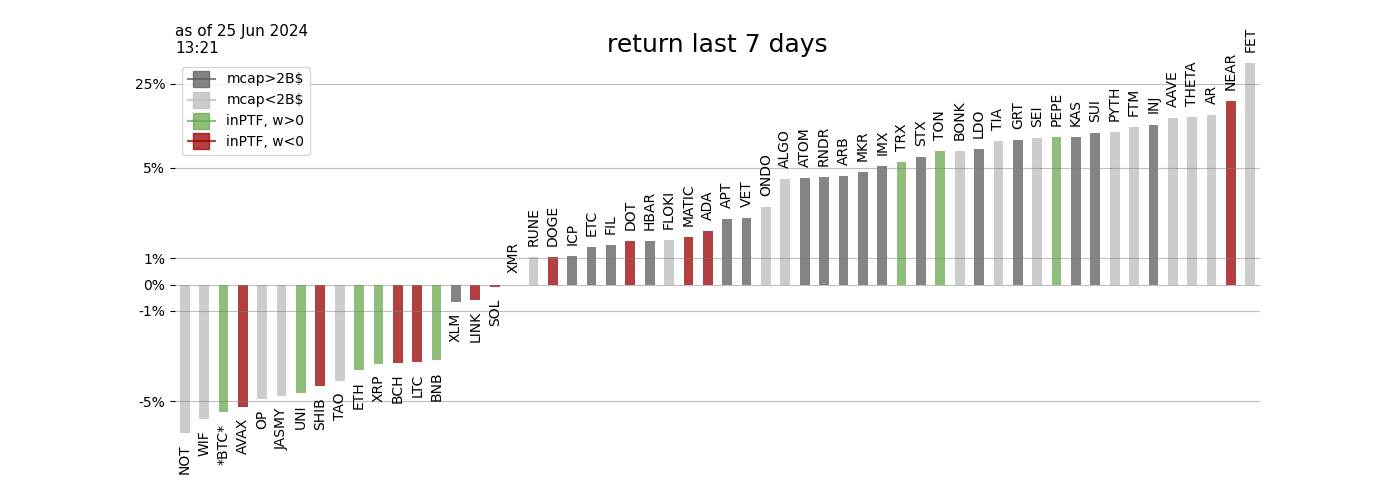 as of 25 Jun 2024
13:21
return last 7 days
mcap>2B$
mcap<2B$
inPTF, w>0
inPTF, w<0
25%
5%
1%
0%
-1%
-5%
NOT
WIF
*BTC*
AVAX
OP
JASMY
UNI
SHIB
TAO
ETH
XRP
BCH
LTC
BNB
XLM
LINK
SOL
XMR
RUNE
DOGE
ICP
ETC
FIL
DOT
HBAR
FLOKI
MATIC
ADA
APT
VET
ONDO
ALGO
ATOM
RNDR
ARB
MKR
IMX
TRX
STX
TON
BONK
LDO
TIA
GRT
SEI
PEPE
KAS
SUI
PYTH
FTM
INJ
AAVE
THETA
AR
NEAR
FET